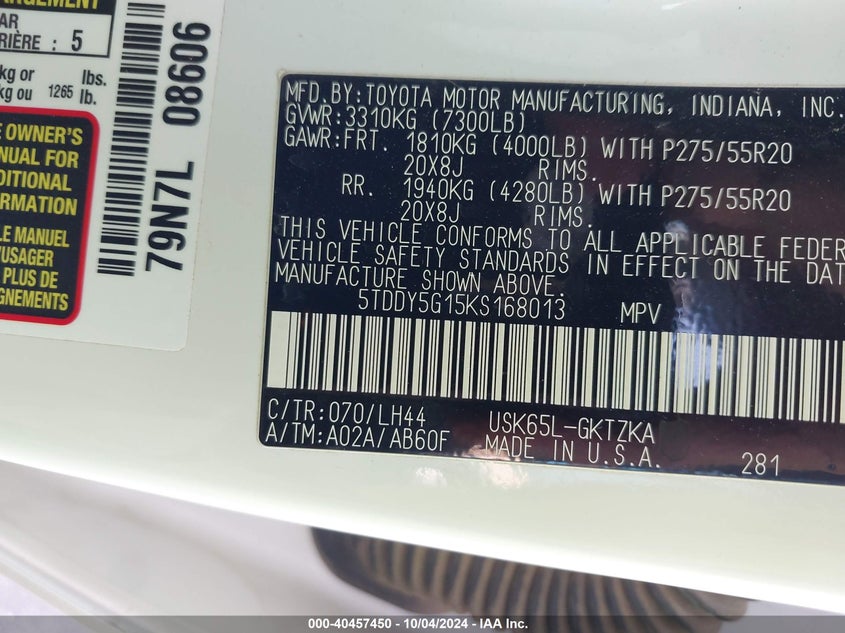 ARGEMENT
AR
RIÈRE : 5
kg or lbs.
kg ou 1265 lb.
E OWNER'S
ANUAL FOR
DITIONAL
ORMATION
LE MANUEL
'USAGER
PLUS DE
IGNEMENTS
79N7L 08606
MFD.BY:TOYOTA MOTOR MANUFACTURING, INDIANA, INC.
GVWR:3310KG (7300LB)
GAWR:FRT. 1810KG (4000LB) WITH P275/55R20
20X8J RIMS.
RR. 1940KG (4280LB) WITH P275/55R20
20X8J RIMS.
THIS VEHICLE CONFORMS TO ALL APPLICABLE FEDER
VEHICLE SAFETY STANDARDS IN EFFECT ON THE DAT
MANUFACTURE SHOWN ABOVE.
5TDDY5G15KS168013 MPV
C/TR:070/LH44 USK65L-GKTZKA
A/TM:A02A/AB60F MADE IN U.S.A. 281
000-40457450 - 10/04/2024 - IAA Inc.